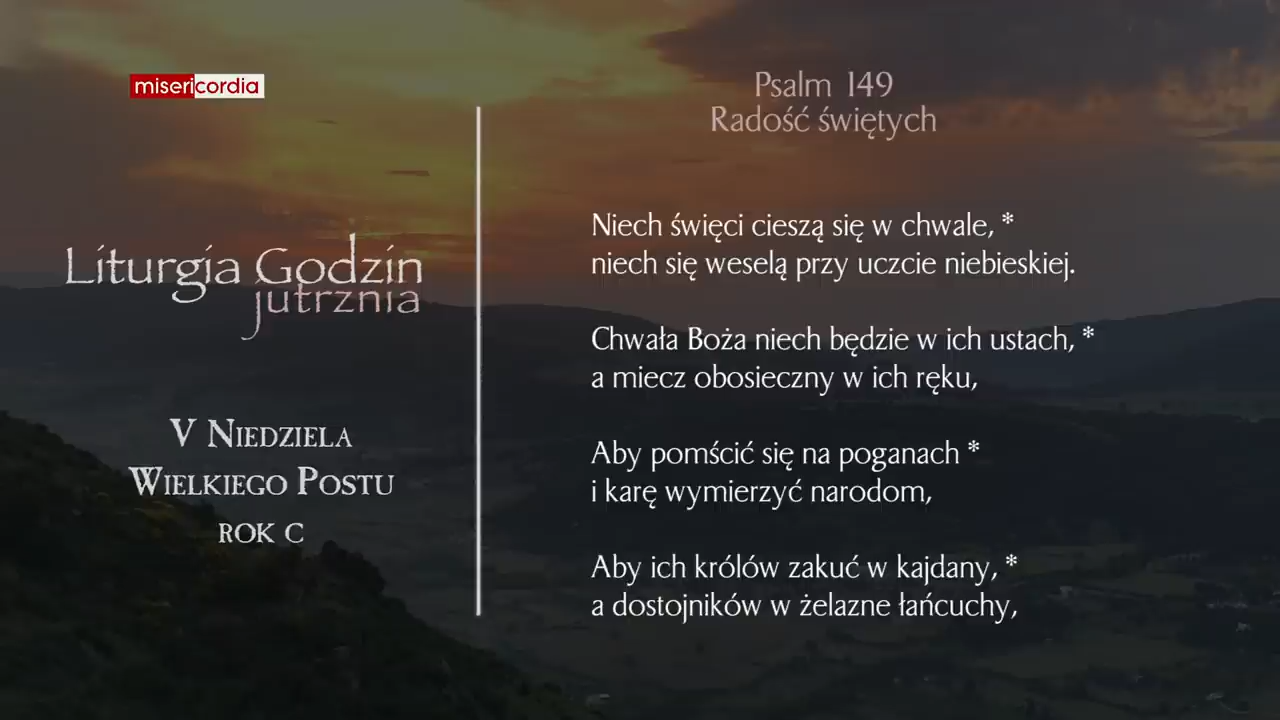 misericordia
Liturgia Godzin
jutrznia
V Niedziela
Wielkiego Postu
rok C
Psalm 149
Radość świętych
Niech święci cieszą się w chwale, *
niech się weselą przy uczcie niebieskiej.
Chwała Boża niech będzie w ich ustach, *
a miecz obosieczny w ich ręku,
Aby pomścić się na poganach *
i karę wymierzyć narodom,
Aby ich królów zakuć w kajdany, *
a dostojników w żelazne łańcuchy,